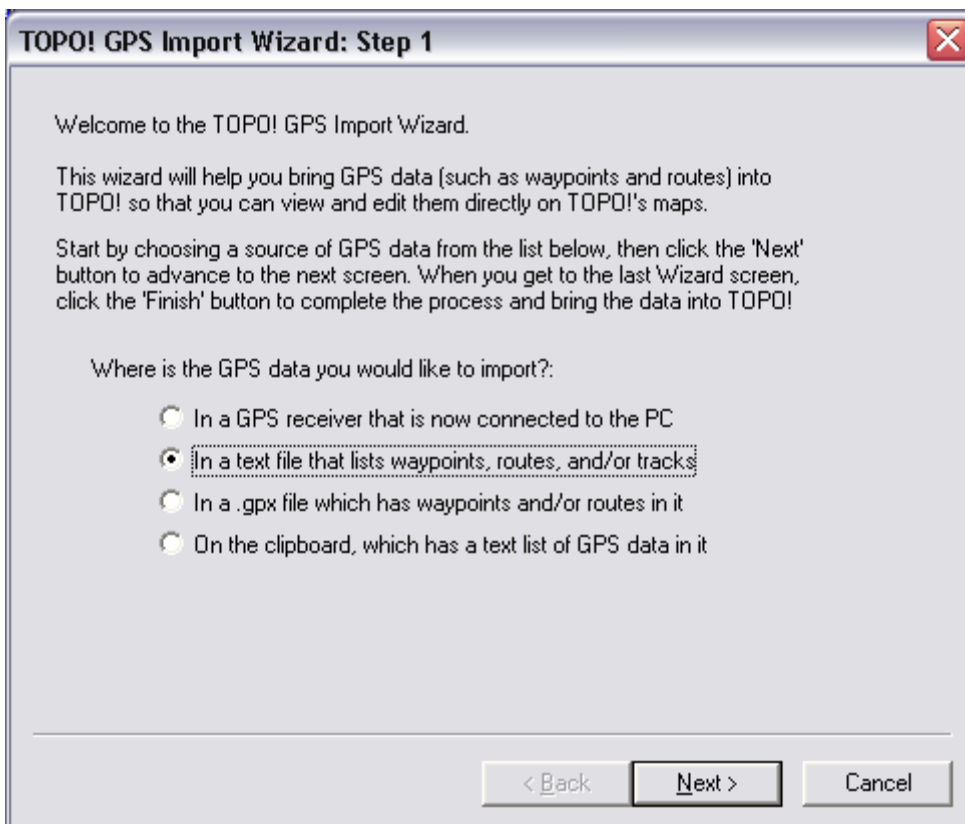 TOPO! GPS Import Wizard: Step 1
Welcome to the TOPO! GPS Import Wizard.
This wizard will help you bring GPS data (such as waypoints and routes) into
TOPO! so that you can view and edit them directly on TOPO!'s maps.
Start by choosing a source of GPS data from the list below, then click the 'Next'
button to advance to the next screen. When you get to the last Wizard screen,
click the 'Finish' button to complete the process and bring the data into TOPO!
Where is the GPS data you would like to import?:
In a GPS receiver that is now connected to the PC
In a text file that lists waypoints, routes, and/or tracks
In a .gpx file which has waypoints and/or routes in it
On the clipboard, which has a text list of GPS data in it
< Back Next > Cancel